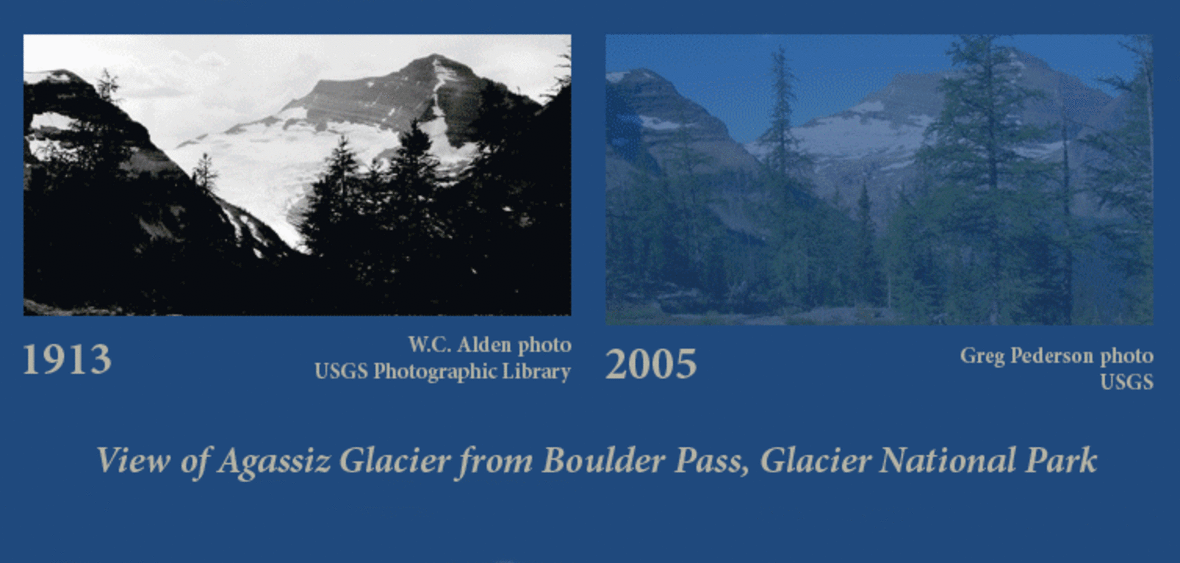 1913
W.C. Alden photo
USGS Photographic Library
2005
Greg Pederson photo
USGS
View of Agassiz Glacier from Boulder Pass, Glacier National Park